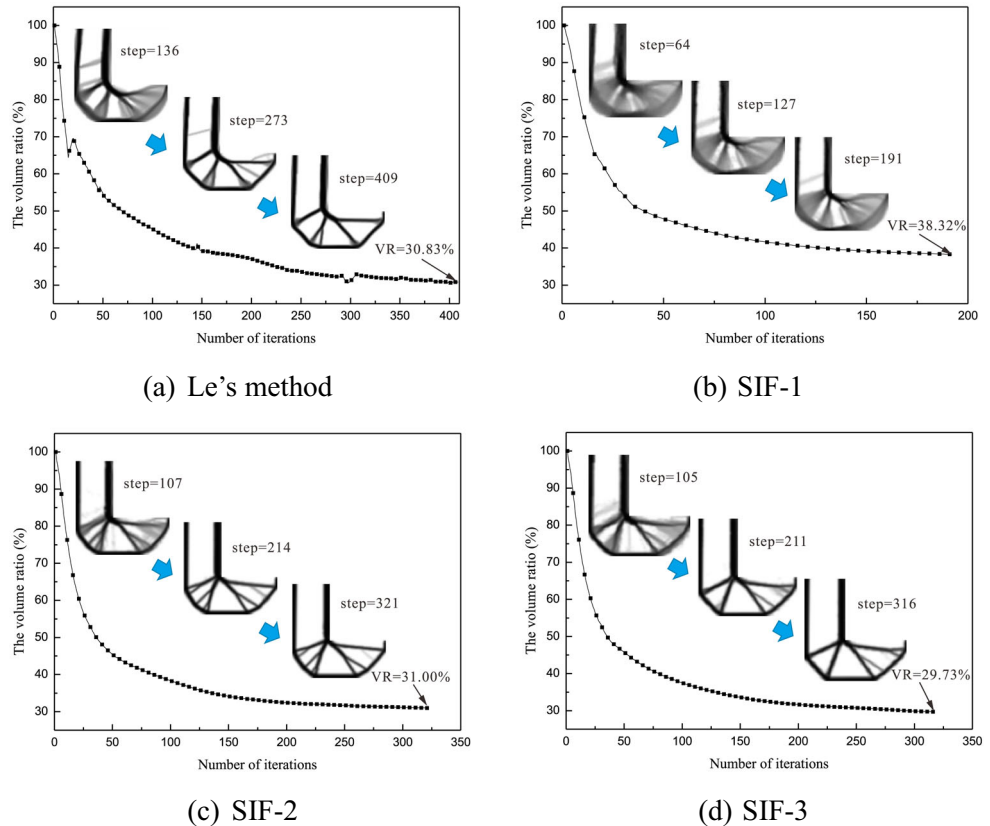 100
90
80
70
60
50
40
30
0
50
100
150
200
250
300
350
400
The volume ratio (%)
Number of iterations
step=136
step=273
step=409
VR=30.83%
(a) Le’s method
100
90
80
70
60
50
40
30
0
50
100
150
200
The volume ratio (%)
Number of iterations
step=64
step=127
step=191
VR=38.32%
(b) SIF-1
100
90
80
70
60
50
40
30
0
50
100
150
200
250
300
350
The volume ratio (%)
Number of iterations
step=107
step=214
step=321
VR=31.00%
(c) SIF-2
100
90
80
70
60
50
40
30
0
50
100
150
200
250
300
350
The volume ratio (%)
Number of iterations
step=105
step=211
step=316
VR=29.73%
(d) SIF-3